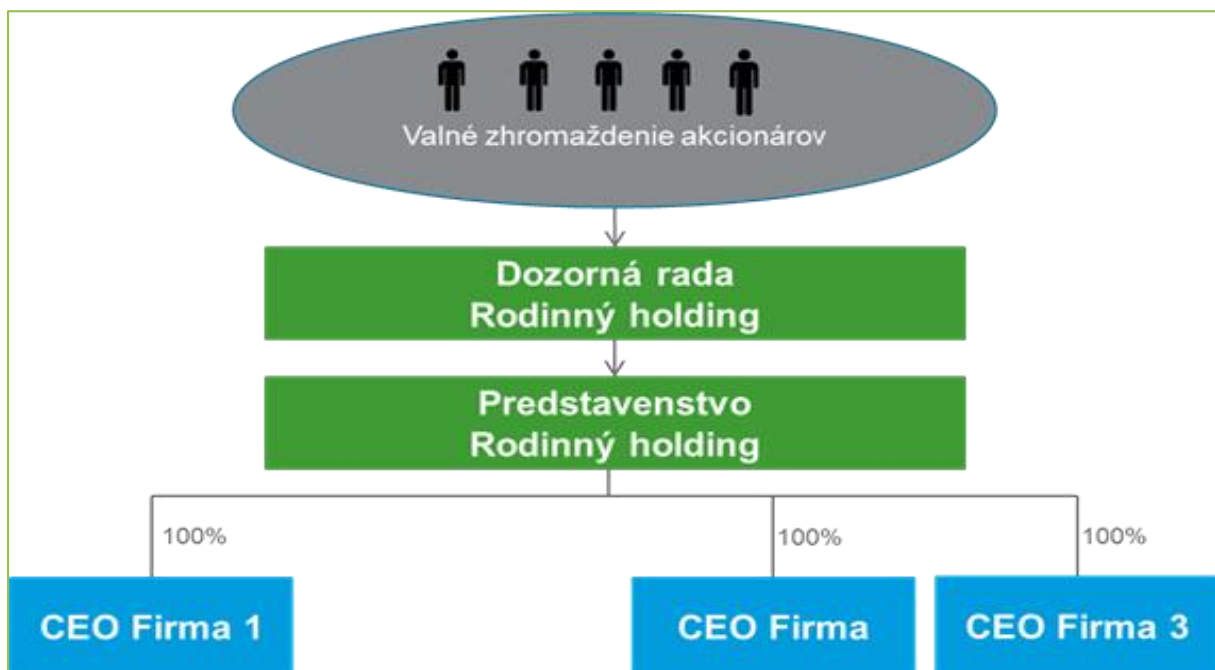 Valné zhromaždenie akcionárov
Dozorná rada
Rodinný holding
Predstavenstvo
Rodinný holding
100%
100%
100%
CEO Firma 1
CEO Firma
CEO Firma 3